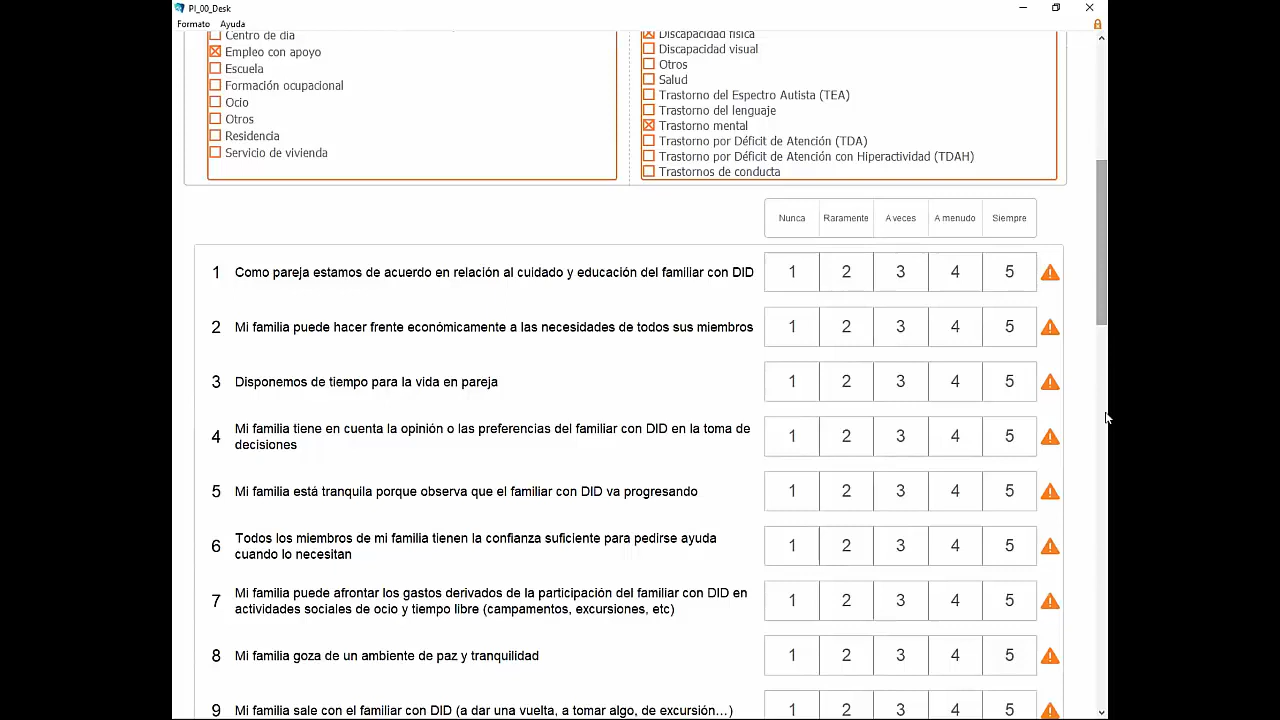 PI_00_Desk
Formato Ayuda
Centro de día
Empleo con apoyo
Escuela
Formación ocupacional
Ocio
Otros
Residencia
Servicio de vivienda
Discapacidad física
Discapacidad visual
Otros
Salud
Trastorno del Espectro Autista (TEA)
Trastorno del lenguaje
Trastorno mental
Trastorno por Déficit de Atención (TDA)
Trastorno por Déficit de Atención con Hiperactividad (TDAH)
Trastornos de conducta
Nunca Raramente A veces A menudo Siempre
1 Como pareja estamos de acuerdo en relación al cuidado y educación del familiar con DID 1 2 3 4 5
2 Mi familia puede hacer frente económicamente a las necesidades de todos sus miembros 1 2 3 4 5
3 Disponemos de tiempo para la vida en pareja 1 2 3 4 5
4 Mi familia tiene en cuenta la opinión o las preferencias del familiar con DID en la toma de
decisiones 1 2 3 4 5
5 Mi familia está tranquila porque observa que el familiar con DID va progresando 1 2 3 4 5
6 Todos los miembros de mi familia tienen la confianza suficiente para pedirse ayuda
cuando lo necesitan 1 2 3 4 5
7 Mi familia puede afrontar los gastos derivados de la participación del familiar con DID en
actividades sociales de ocio y tiempo libre (campamentos, excursiones, etc) 1 2 3 4 5
8 Mi familia goza de un ambiente de paz y tranquilidad 1 2 3 4 5
9 Mi familia sale con el familiar con DID (a dar una vuelta, a tomar algo, de excursión...) 1 2 3 4 5